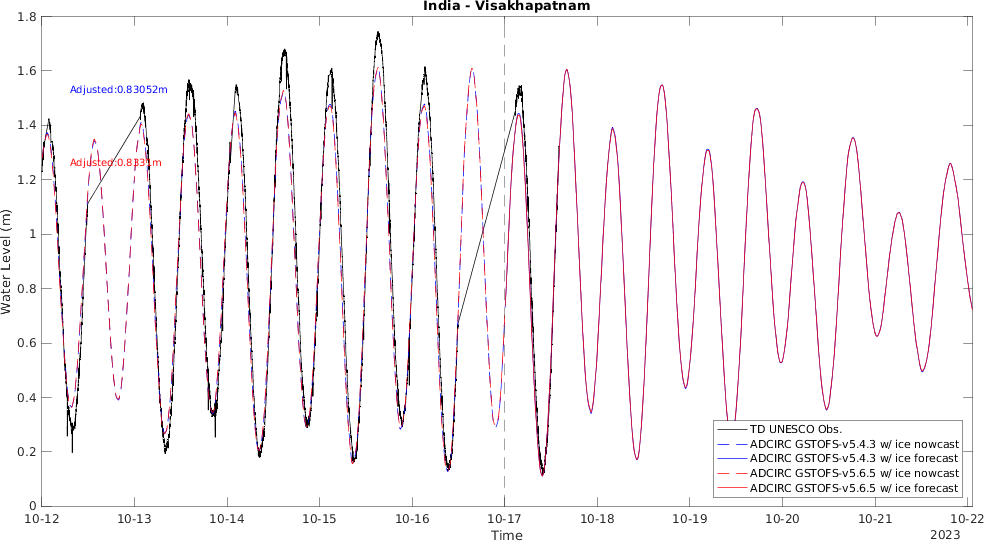 India - Visakhapatnam
1.8
1.6
1.4
1.2
1
0.8
0.6
0.4
0.2
0
Water Level (m)
Adjusted:0.83052m
10-12
10-13
10-14
10-15
10-16
10-17
10-18
10-19
10-20
10-21
10-22
Time
2023
TD UNESCO Obs.
ADCIRC GSTOFS-v5.4.3 w/ ice nowcast
ADCIRC GSTOFS-v5.4.3 w/ ice forecast
ADCIRC GSTOFS-v5.6.5 w/ ice nowcast
ADCIRC GSTOFS-v5.6.5 w/ ice forecast